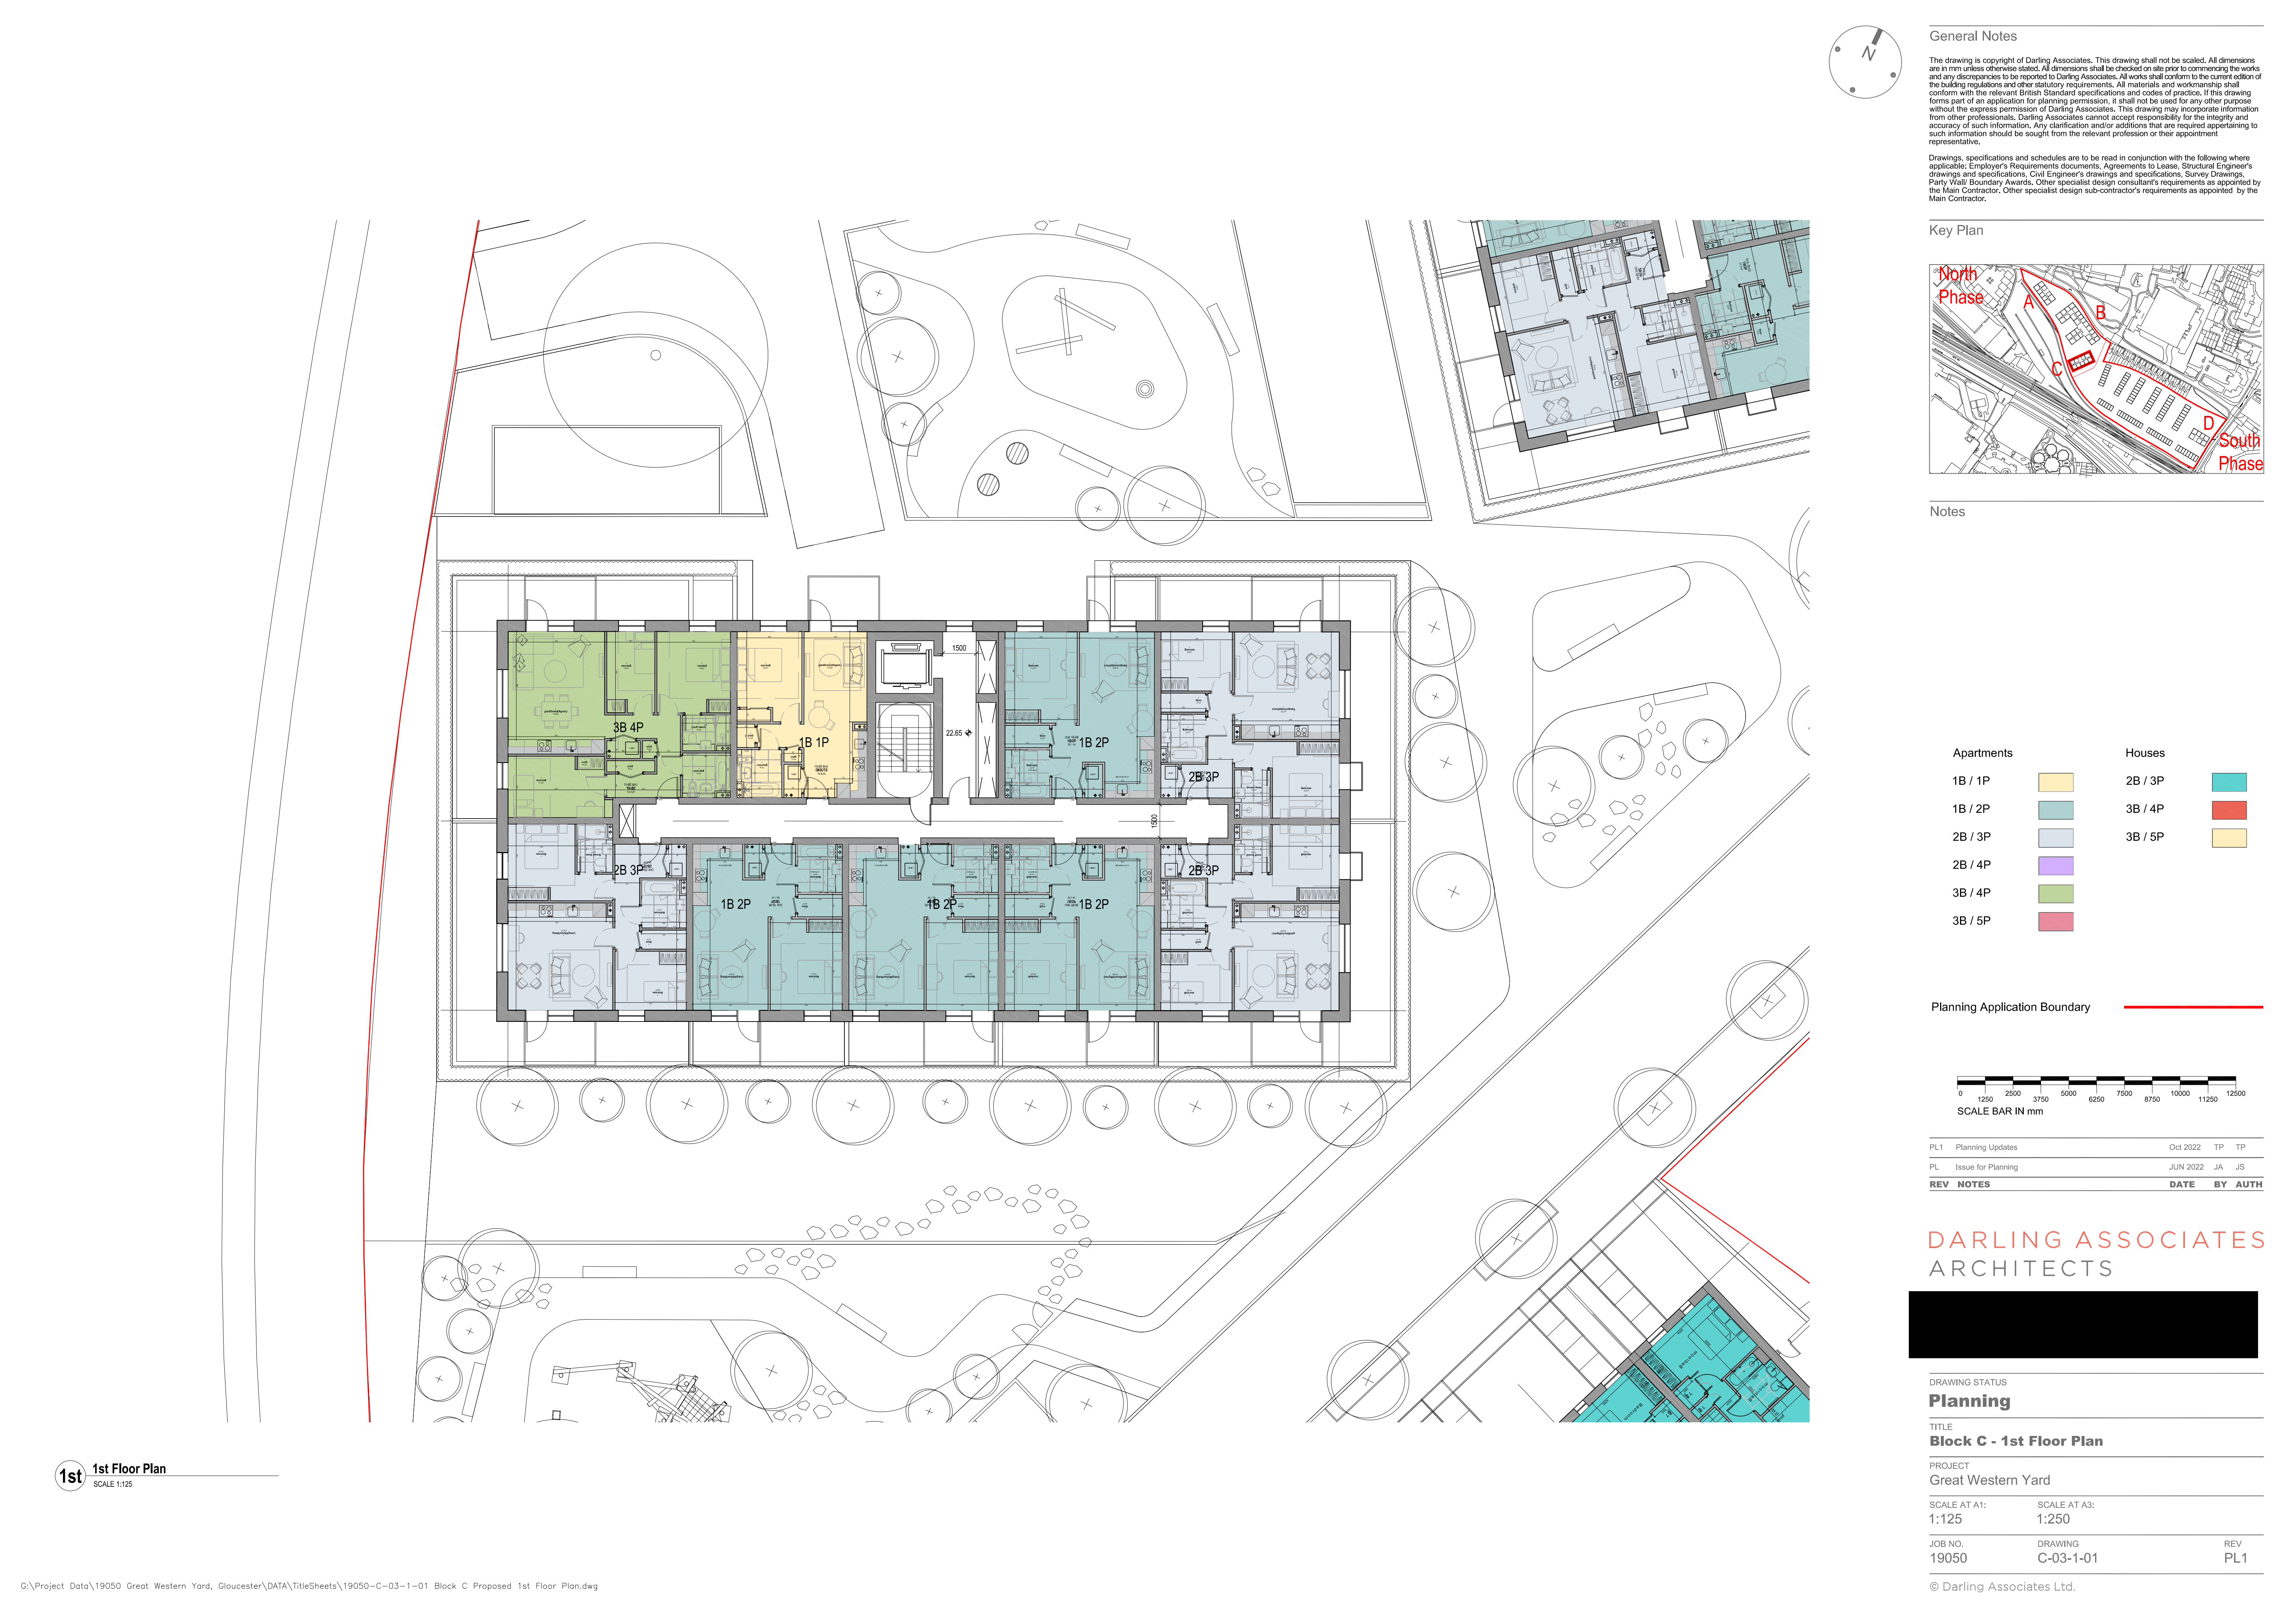 N
General Notes
The drawing is copyright of Darling Associates. This drawing shall not be scaled. All dimensions
are in mm unless otherwise stated. All dimensions shall be checked on site prior to commencing the works
and any discrepancies to be reported to Darling Associates. All works shall conform to the current edition of
the building regulations and other statutory requirements. All materials and workmanship shall
conform with the relevant British Standard specifications and codes of practice. If this drawing
forms part of an application for planning permission, it shall not be used for any other purpose
without the express permission of Darling Associates. This drawing may incorporate information
from other professionals. Darling Associates cannot accept responsibility for the integrity and
accuracy of such information. Any clarification and/or additions that are required appertaining to
such information should be sought from the relevant profession or their appointment
representative.
Drawings, specifications and schedules are to be read in conjunction with the following where
applicable: Employer's Requirements documents, Agreements to Lease, Structural Engineer's
drawings and specifications, Civil Engineer's drawings and specifications, Survey Drawings,
Party Wall/ Boundary Awards. Other specialist design consultant's requirements as appointed by
the Main Contractor. Other specialist design sub-contractor's requirements as appointed by the
Main Contractor.
Key Plan
North
Phase
A
B
C
D
South
Phase
Notes
1500
3B 4P
22.65
1B 1P
1B 2P
2B 3P
1500
2B 3P
2B 3P
1B 2P
1B 2P
1B 2P
Apartments
Houses
1B / 1P
2B / 3P
1B / 2P
3B / 4P
2B / 3P
3B / 5P
2B / 4P
3B / 4P
3B / 5P
Planning Application Boundary
0 2500 5000 7500 10000 12500
1250 3750 6250 8750 11250
SCALE BAR IN mm
PL1 Planning Updates Oct 2022 TP TP
PL Issue for Planning JUN 2022 JA JS
REV NOTES DATE BY AUTH
DARLING ASSOCIATES
ARCHITECTS
DRAWING STATUS
Planning
TITLE
Block C - 1st Floor Plan
PROJECT
Great Western Yard
SCALE AT A1: SCALE AT A3:
1:125 1:250
JOB NO. DRAWING REV
19050 C-03-1-01 PL1
© Darling Associates Ltd.
1st
1st Floor Plan
SCALE 1:125
G:\Project Data\19050 Great Western Yard, Gloucester\DATA\TitleSheets\19050-C-03-1-01 Block C Proposed 1st Floor Plan.dwg